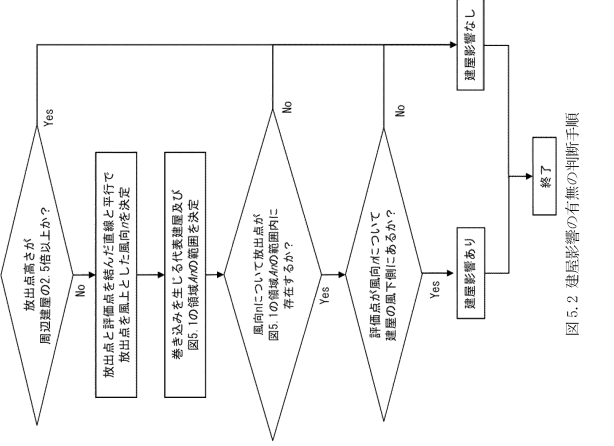 放出点高さが
周辺建屋の2.5倍以上か？
Yes
No
放出点と評価点を結んだ直線と平行で
放出点を風上とした風向nを決定
巻き込みを生じる代表建屋及び
図5.1の領域Anの範囲を決定
風向nについて放出点が
図5.1の領域Anの範囲内に
存在するか？
No
Yes
評価点が風向nについて
建屋の風下側にあるか？
No
Yes
建屋影響あり
建屋影響なし
終了
図 5.2 建屋影響の有無の判断手順